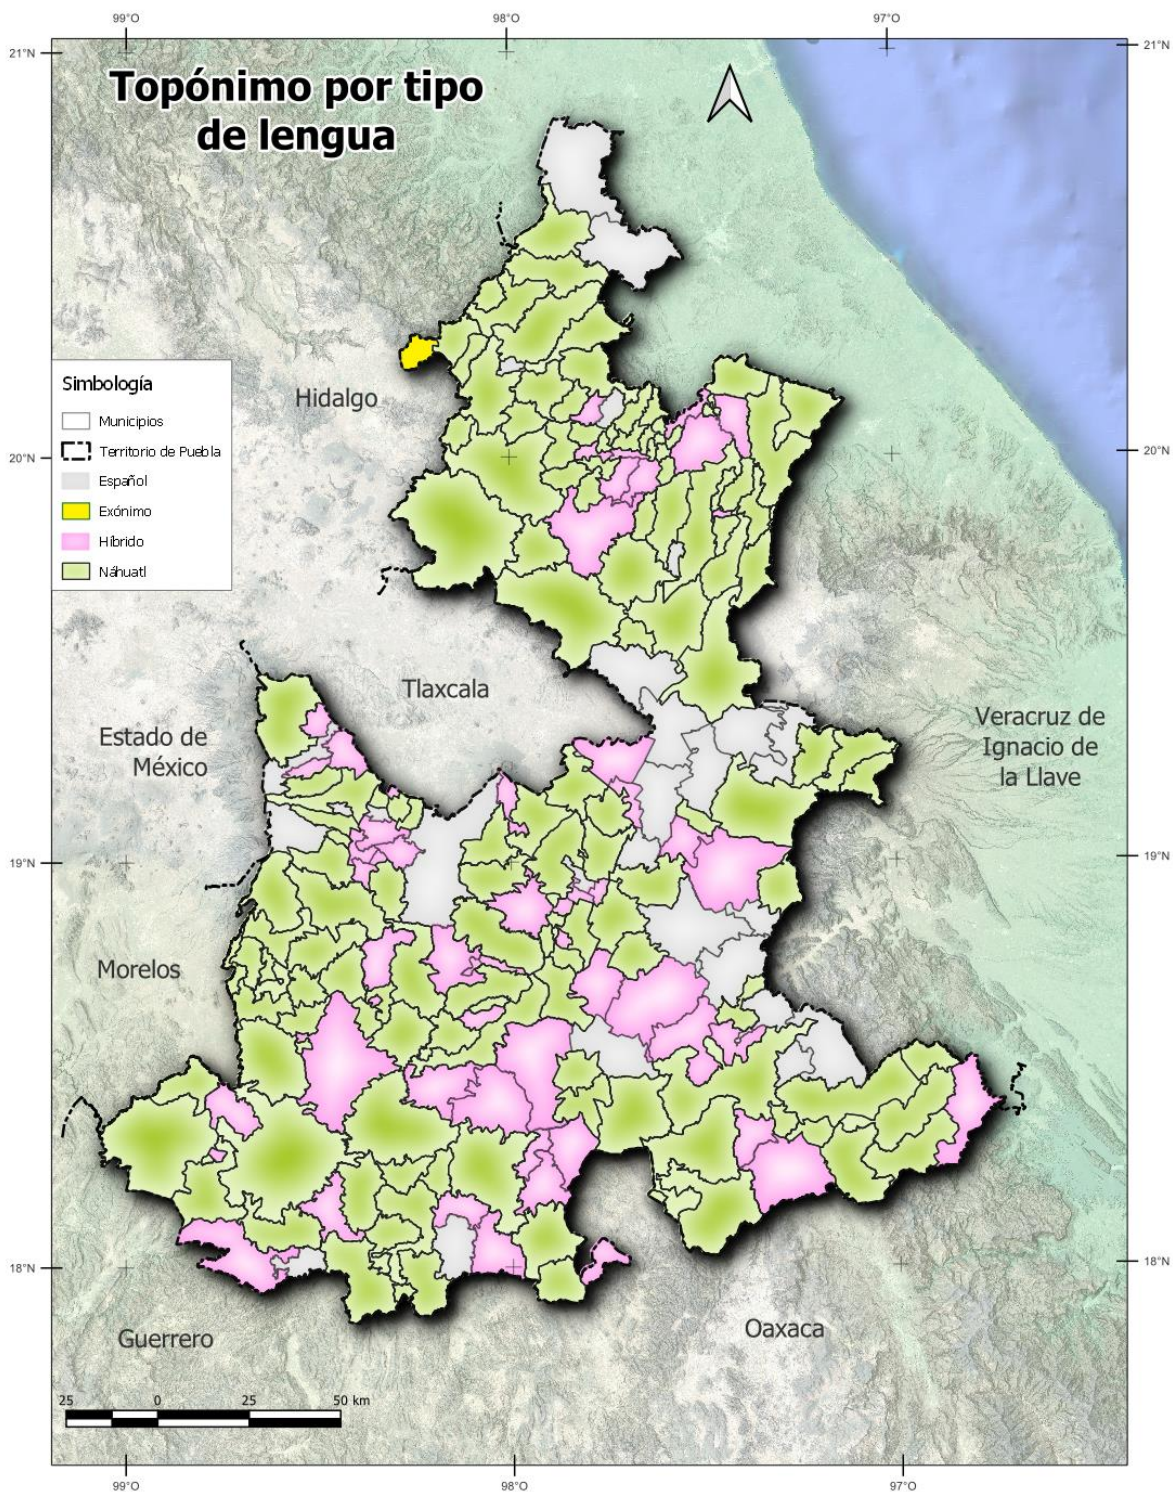 99°O 98°O 97°O
21°N 21°N
Topónimo por tipo
de lengua
Simbología
Municipios
Territorio de Puebla
Español
Exónimo
Híbrido
Náhuatl
Hidalgo
20°N 20°N
Tlaxcala
Estado de
México
Veracruz de
Ignacio de
la Llave
19°N 19°N
Morelos
18°N 18°N
Guerrero
Oaxaca
25 0 25 50 km
99°O 98°O 97°O